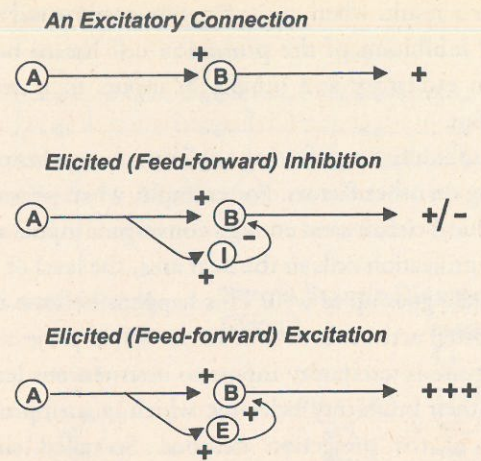 An Excitatory Connection
A + B +
Elicited (Feed-forward) Inhibition
A + B +/-
I -
+
Elicited (Feed-forward) Excitation
A + B +++
E +
+